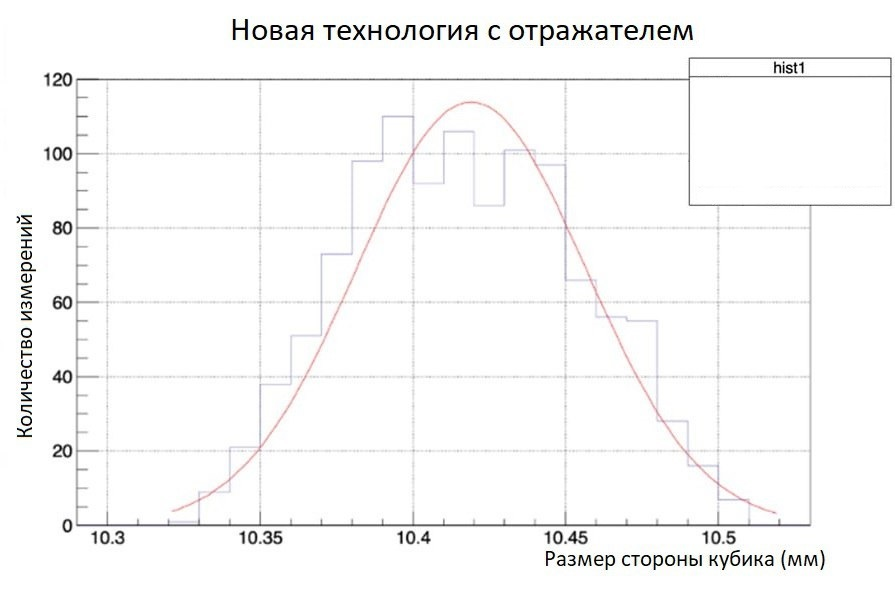 Новая технология с отражателем
hist1
120
100
80
60
40
20
0
Количество измерений
10.3 10.35 10.4 10.45 10.5
Размер стороны кубика (мм)